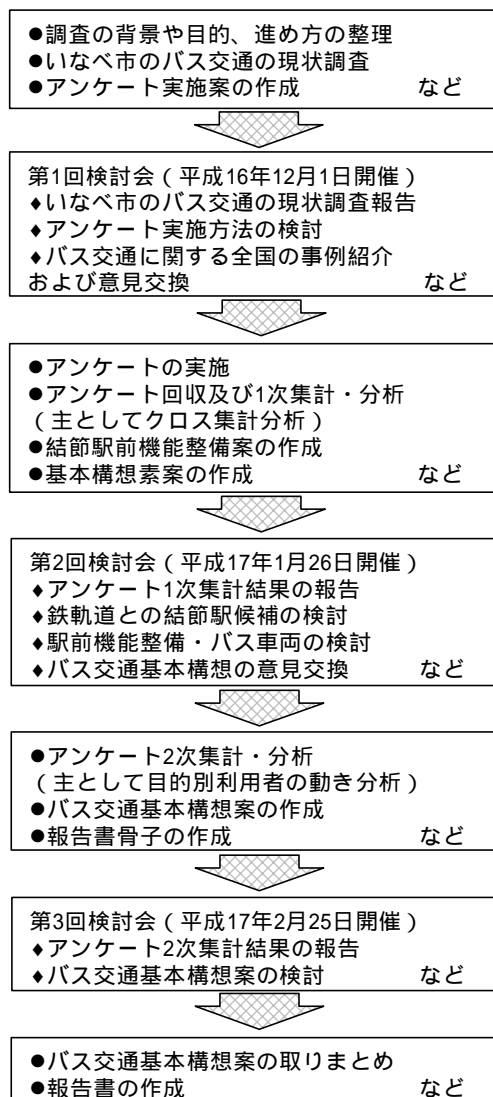 ●調査の背景や目的、進め方の整理
●いなべ市のバス交通の現状調査
●アンケート実施案の作成 など
第1回検討会（平成16年12月1日開催）
♦いなべ市のバス交通の現状調査報告
♦アンケート実施方法の検討
♦バス交通に関する全国の事例紹介
および意見交換 など
●アンケートの実施
●アンケート回収及び1次集計・分析
（主としてクロス集計分析）
●結節駅前機能整備案の作成
●基本構想素案の作成 など
第2回検討会（平成17年1月26日開催）
♦アンケート1次集計結果の報告
♦鉄軌道との結節駅候補の検討
♦駅前機能整備・バス車両の検討
♦バス交通基本構想の意見交換 など
●アンケート2次集計・分析
（主として目的別利用者の動き分析）
●バス交通基本構想案の作成
●報告書骨子の作成 など
第3回検討会（平成17年2月25日開催）
♦アンケート2次集計結果の報告
♦バス交通基本構想案の検討 など
●バス交通基本構想案の取りまとめ
●報告書の作成 など